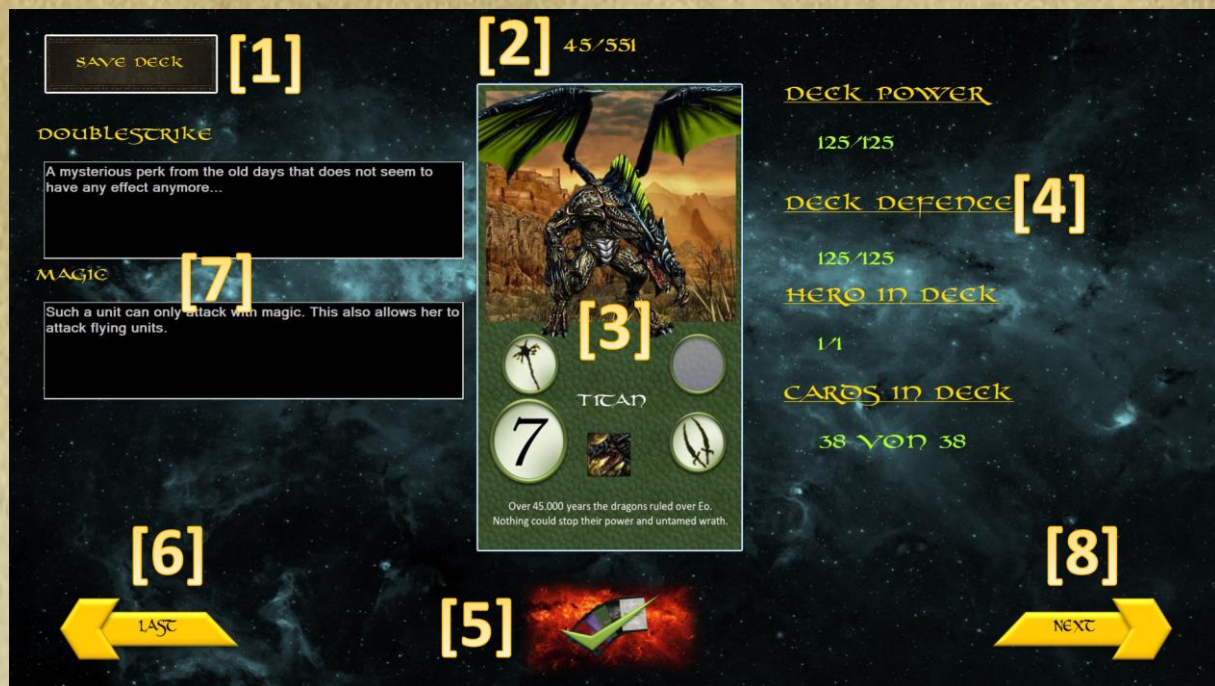 SAVE DECK
[1]
[2]
45/551
DOUBLESTRIKE
A mysterious perk from the old days that does not seem to
have any effect anymore...
MAGIC
[7]
Such a unit can only attack with magic. This also allows her to
attack flying units.
[3]
TITAN
7
Over 45.000 years the dragons ruled over Eo.
Nothing could stop their power and untamed wrath.
DECK POWER
125/125
DECK DEFENCE
[4]
125/125
HERO IN DECK
1/1
CARDS IN DECK
38 VON 38
[6]
LAST
[5]
[8]
NEXT